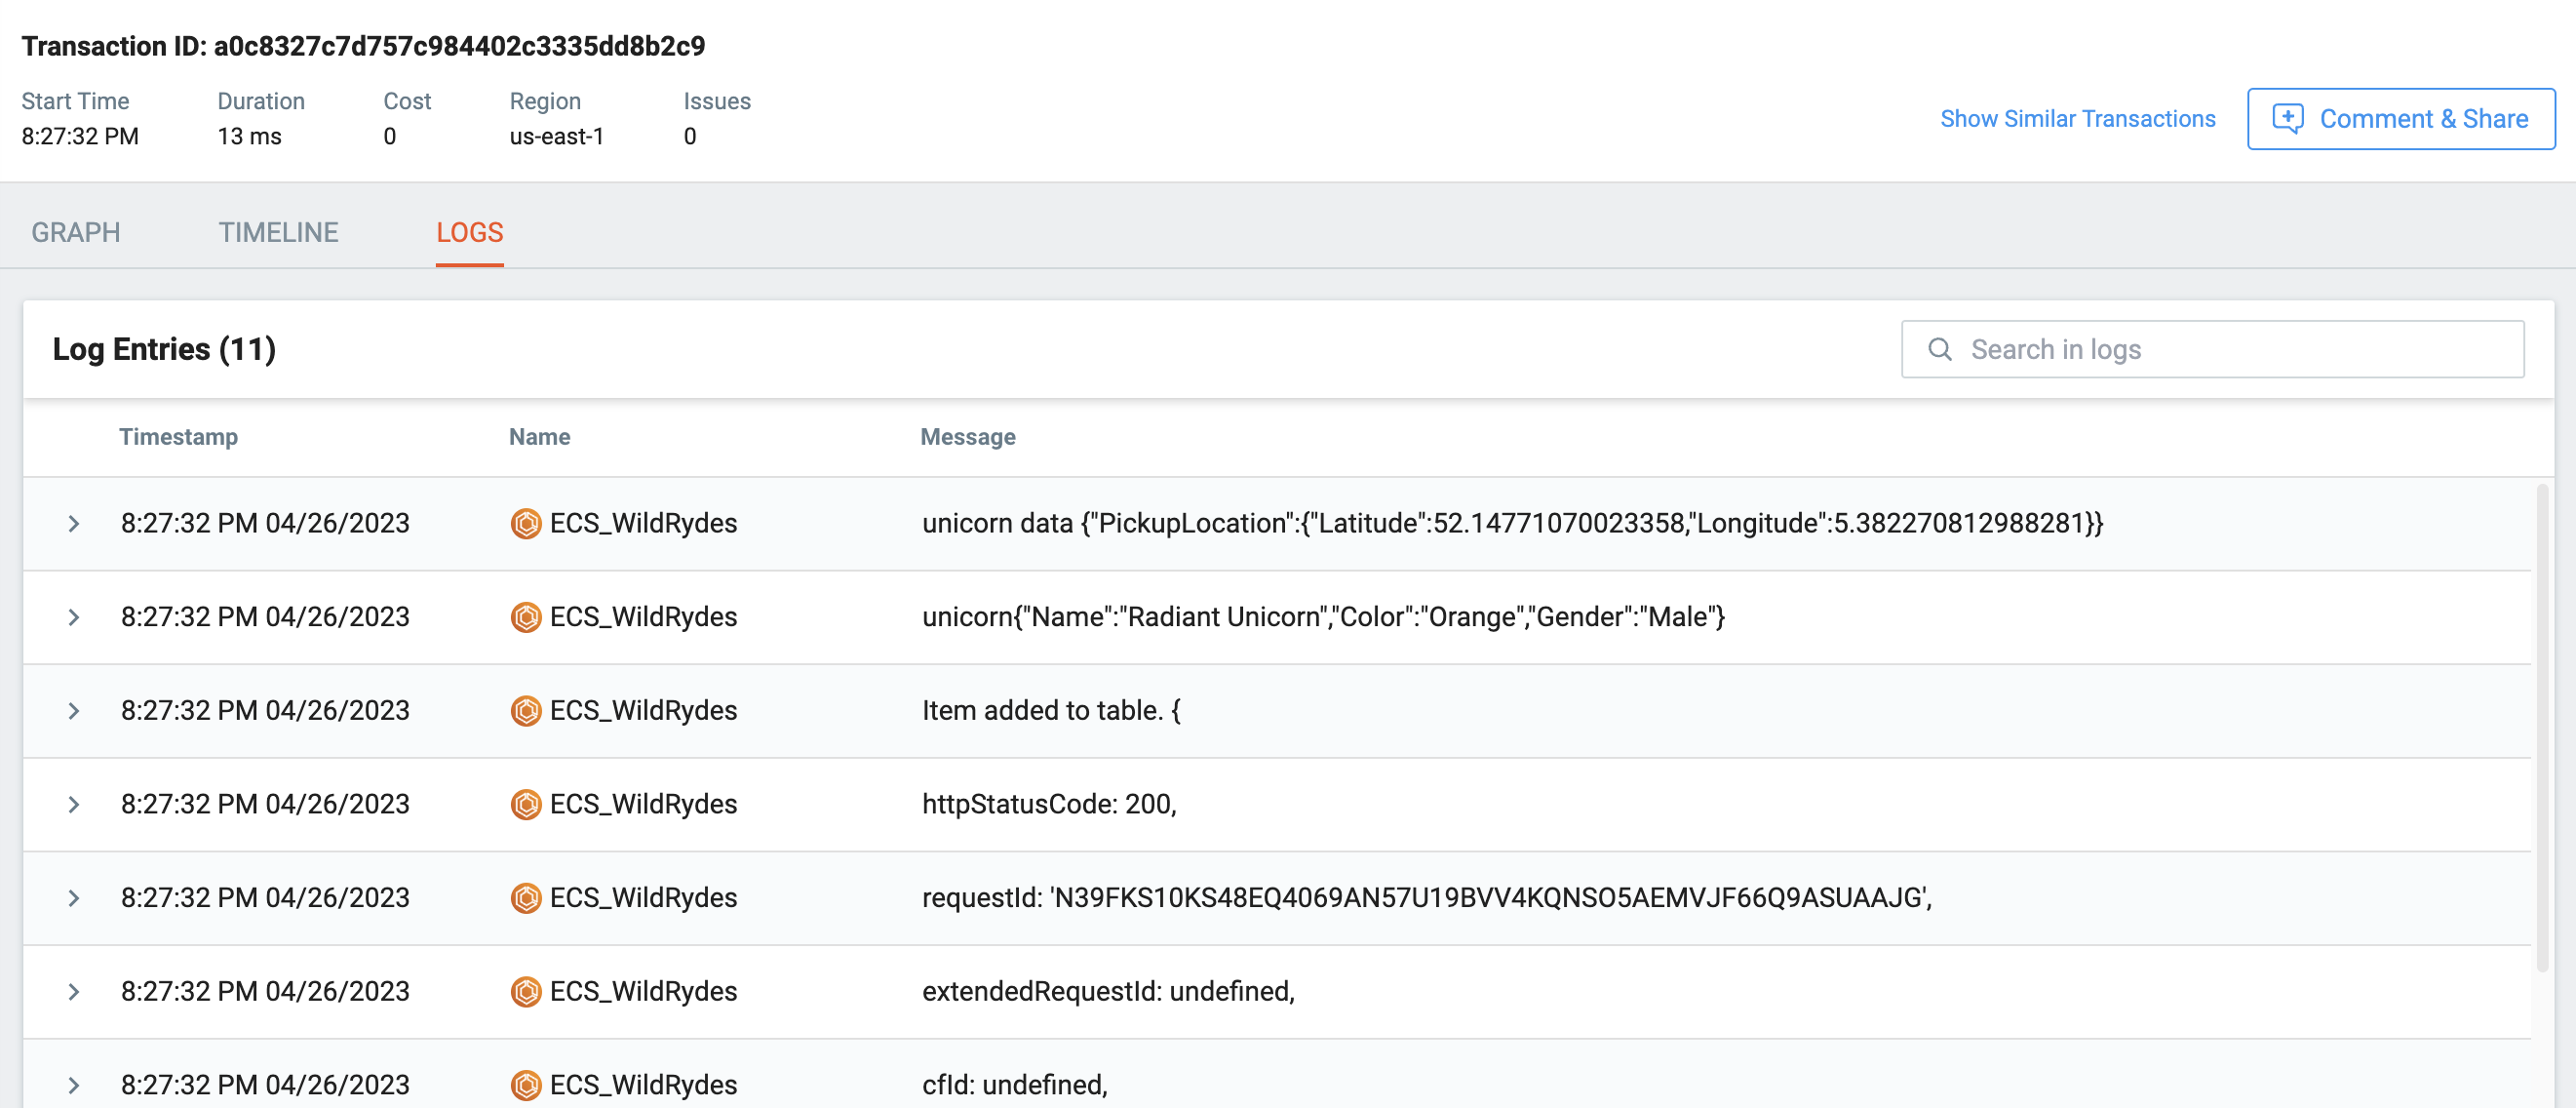 Transaction ID: a0c8327c7d757c984402c3335dd8b2c9
Start Time Duration Cost Region Issues
8:27:32 PM 13 ms 0 us-east-1 0
Show Similar Transactions Comment & Share
GRAPH TIMELINE LOGS
Log Entries (11) Search in logs
Timestamp Name Message
8:27:32 PM 04/26/2023 ECS_WildRydes unicorn data {"PickupLocation":{"Latitude":52.14771070023358,"Longitude":5.382270812988281}}
8:27:32 PM 04/26/2023 ECS_WildRydes unicorn{"Name":"Radiant Unicorn","Color":"Orange","Gender":"Male"}
8:27:32 PM 04/26/2023 ECS_WildRydes Item added to table. {
8:27:32 PM 04/26/2023 ECS_WildRydes httpStatusCode: 200,
8:27:32 PM 04/26/2023 ECS_WildRydes requestId: 'N39FKS10KS48EQ4069AN57U19BVV4KQNSO5AEMVJF66Q9ASUAAJG',
8:27:32 PM 04/26/2023 ECS_WildRydes extendedRequestId: undefined,
8:27:32 PM 04/26/2023 ECS_WildRydes cfId: undefined,